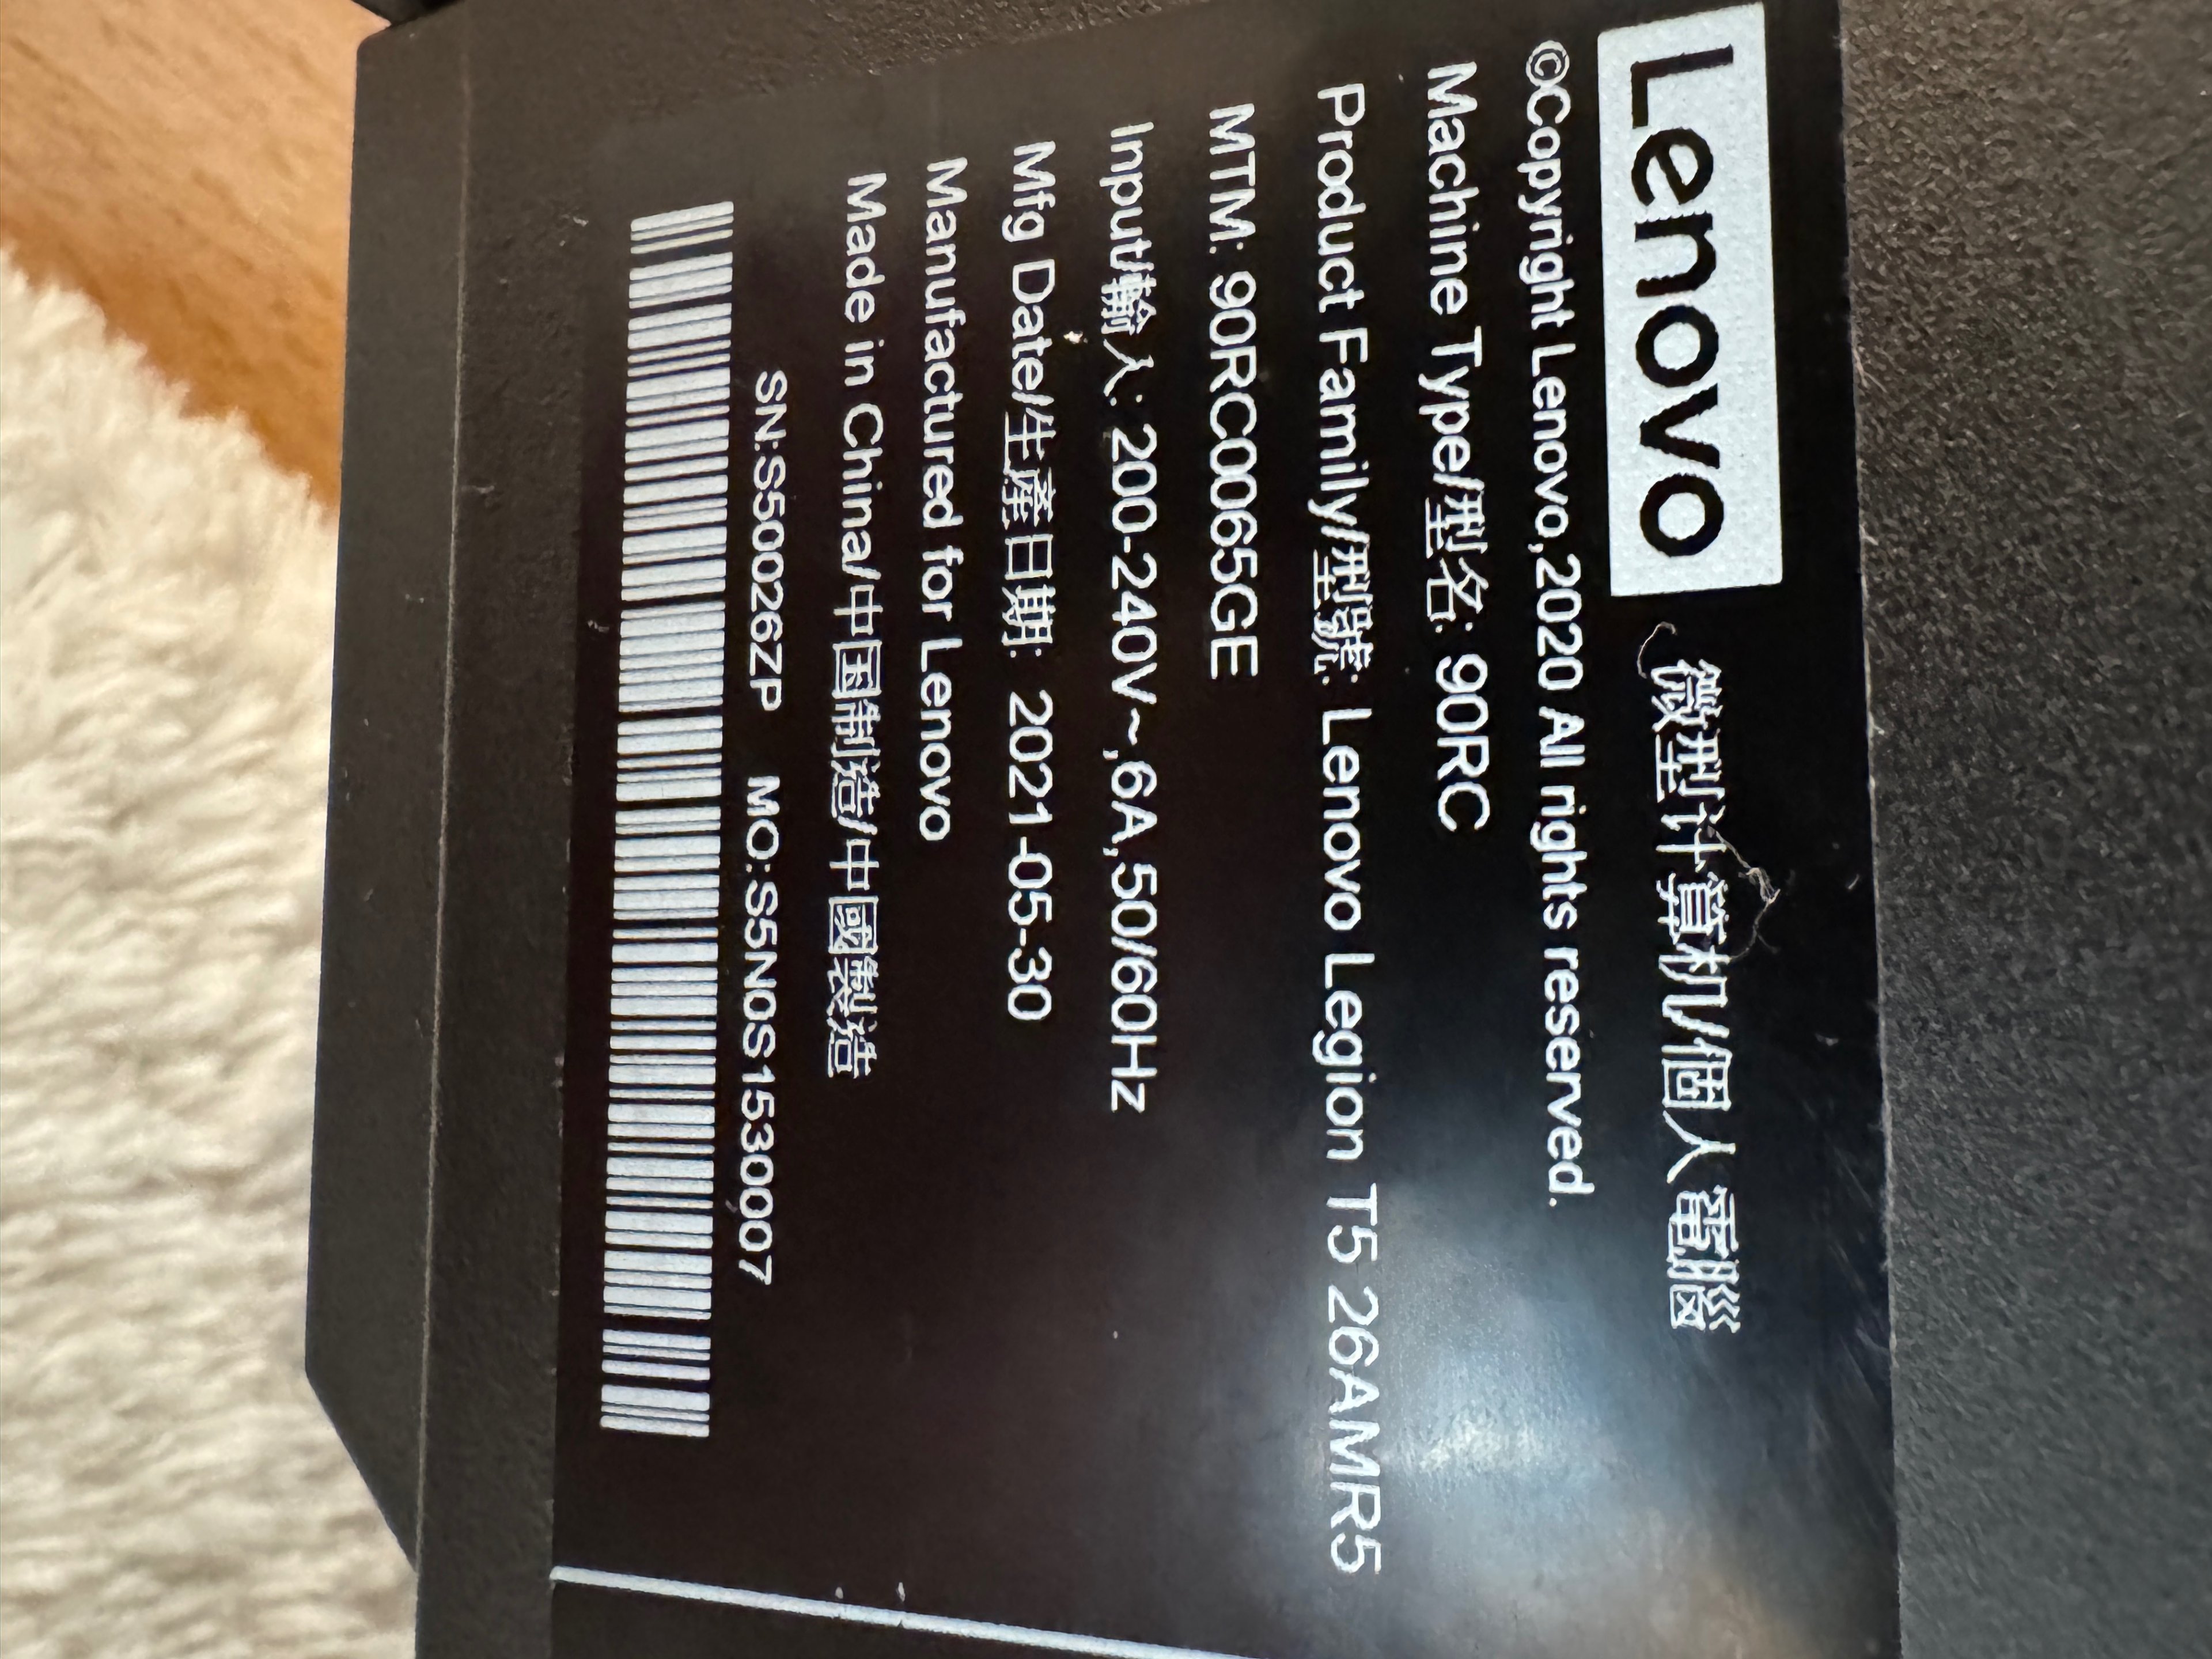 Lenovo 微型计算机/個人電腦
©Copyright Lenovo,2020 All rights reserved.
Machine Type/型名: 90RC
Product Family/型號: Lenovo Legion T5 26AMR5
MTM: 90RC0065GE
Input/輸入: 200-240V~,6A,50/60Hz
Mfg Date/生產日期: 2021-05-30
Manufactured for Lenovo
Made in China/中国制造/中國製造
SN:S50026ZP MO:S5N0S1530007